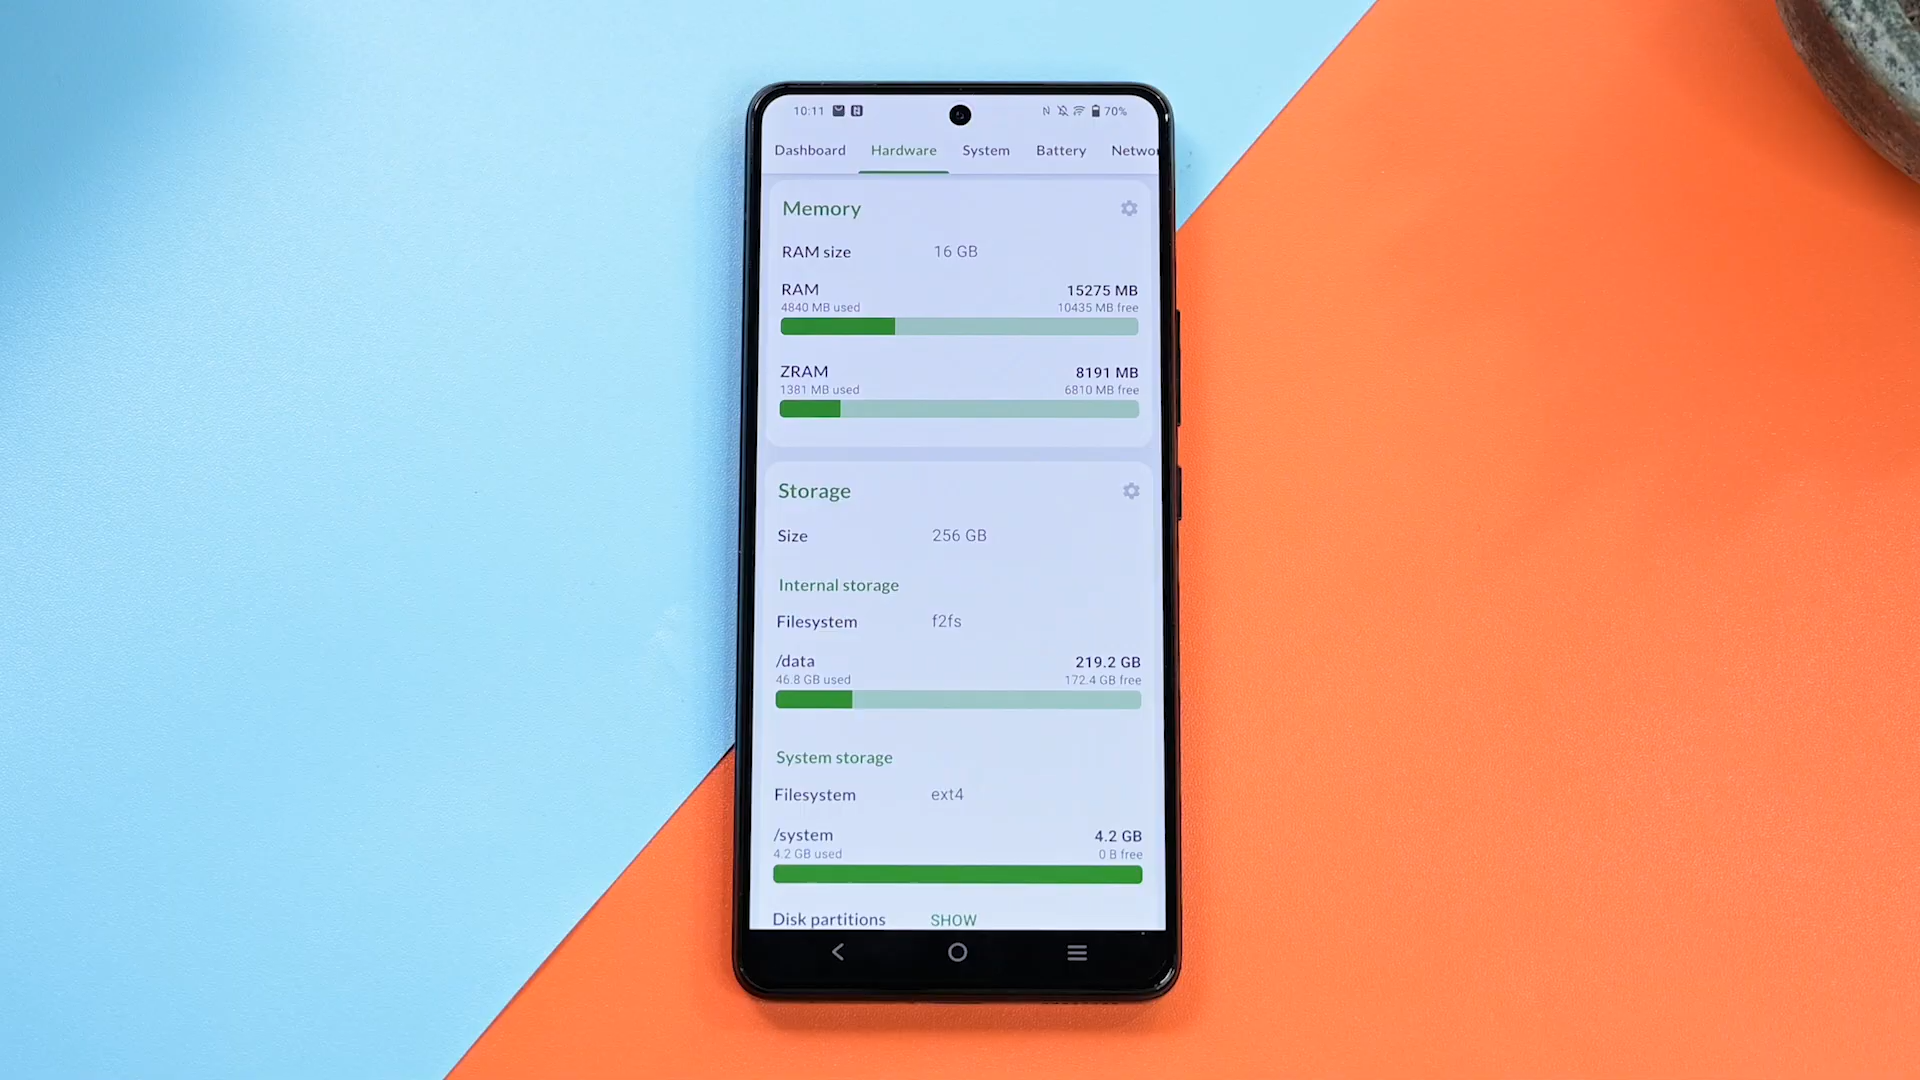 10:11 N 70%
Dashboard Hardware System Battery Networ
Memory
RAM size 16 GB
RAM 15275 MB
4840 MB used 10435 MB free
ZRAM 8191 MB
1381 MB used 6810 MB free
Storage
Size 256 GB
Internal storage
Filesystem f2fs
/data 219.2 GB
46.8 GB used 172.4 GB free
System storage
Filesystem ext4
/system 4.2 GB
4.2 GB used 0 B free
Disk partitions SHOW